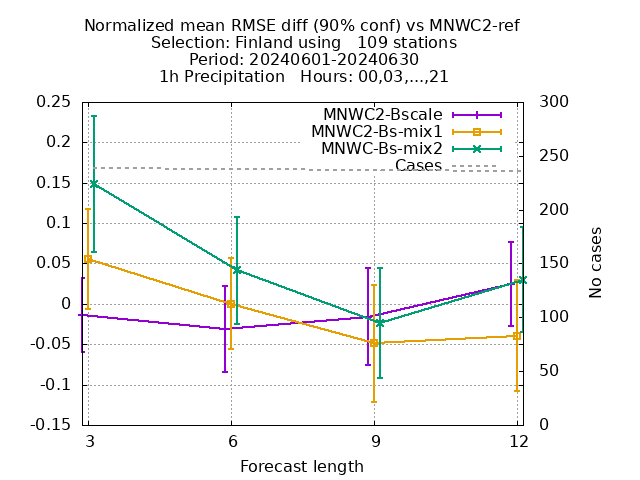 Normalized mean RMSE diff (90% conf) vs MNWC2-ref
Selection: Finland using   109 stations
Period: 20240601-20240630
1h Precipitation   Hours: 00,03,...,21
0.25
0.2
0.15
0.1
0.05
0
-0.05
-0.1
-0.15
300
250
200
150
100
50
0
MNWC2-Bscale
MNWC2-Bs-mix1
MNWC-Bs-mix2
Cases
No cases
3 6 9 12
Forecast length